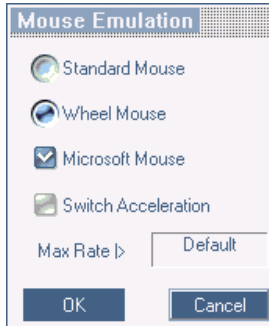 Mouse Emulation
Standard Mouse
Wheel Mouse
Microsoft Mouse
Switch Acceleration
Max Rate |> Default
OK Cancel